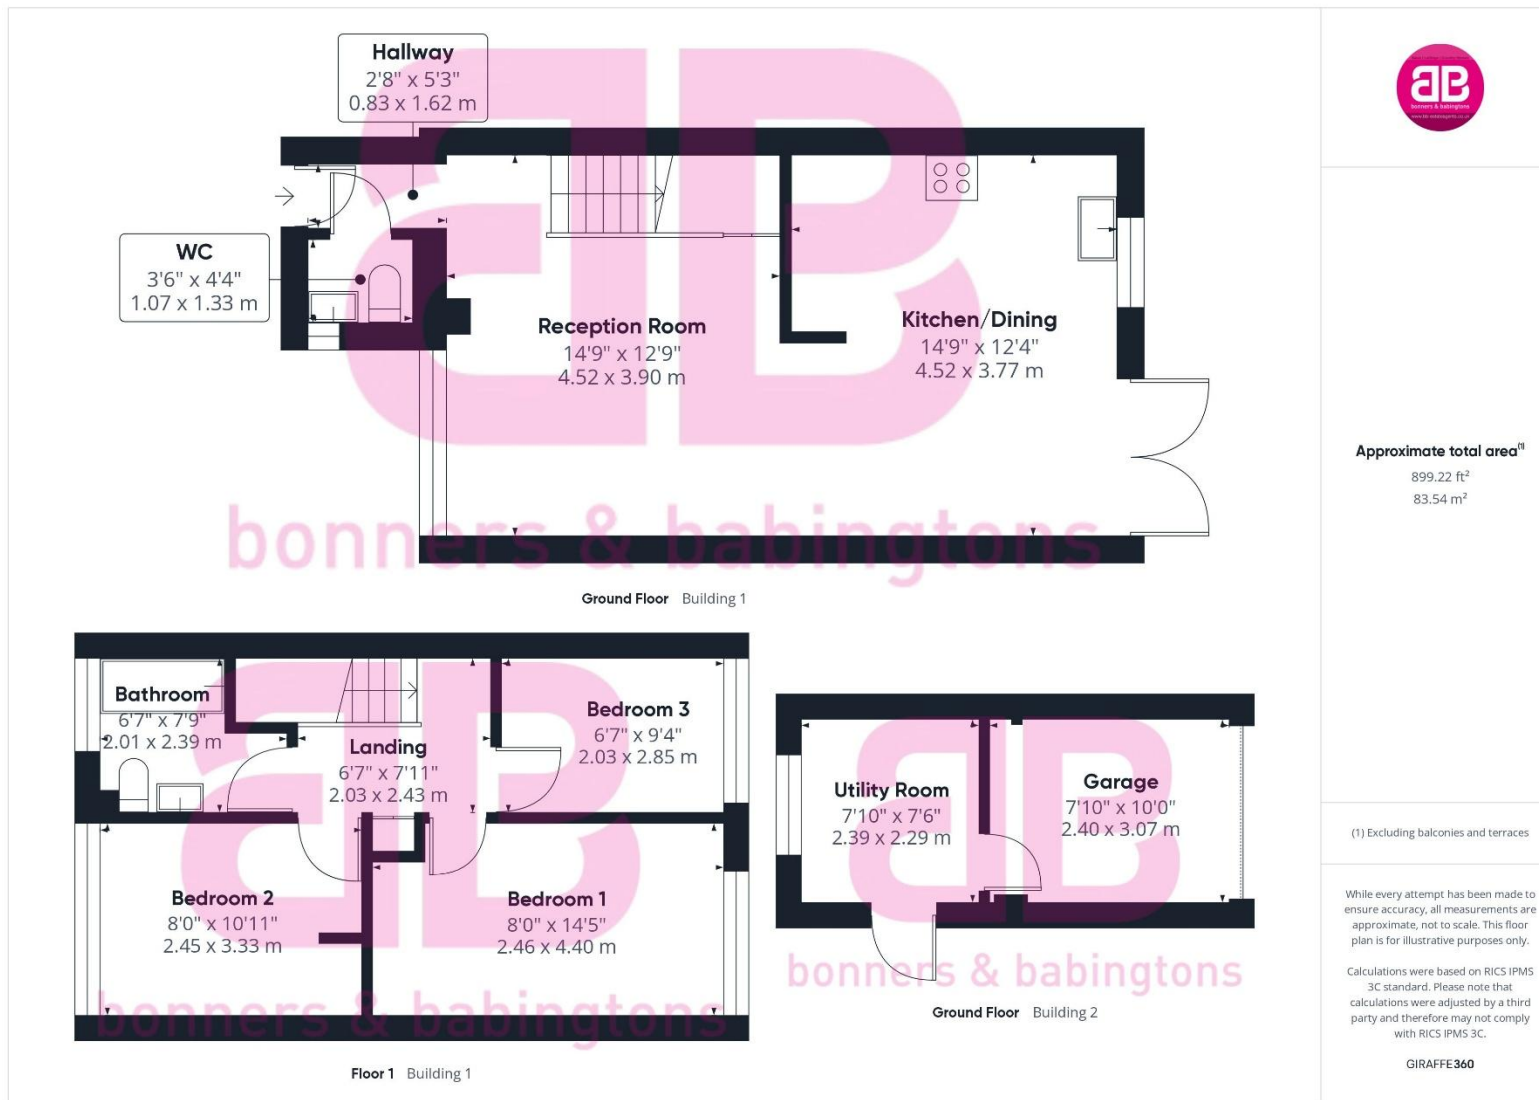 Hallway
2'8" x 5'3"
0.83 x 1.62 m
WC
3'6" x 4'4"
1.07 x 1.33 m
Reception Room
14'9" x 12'9"
4.52 x 3.90 m
Kitchen/Dining
14'9" x 12'4"
4.52 x 3.77 m
bonners & babingtons
Ground Floor Building 1
Bathroom
6'7" x 7'9"
2.01 x 2.39 m
Landing
6'7" x 7'11"
2.03 x 2.43 m
Bedroom 3
6'7" x 9'4"
2.03 x 2.85 m
Bedroom 2
8'0" x 10'11"
2.45 x 3.33 m
Bedroom 1
8'0" x 14'5"
2.46 x 4.40 m
bonners & babingtons
Floor 1 Building 1
Utility Room
7'10" x 7'6"
2.39 x 2.29 m
Garage
7'10" x 10'0"
2.40 x 3.07 m
bonners & babingtons
Ground Floor Building 2
BB
bonners & babingtons
Approximate total area(1)
899.22 ft²
83.54 m²
(1) Excluding balconies and terraces
While every attempt has been made to
ensure accuracy, all measurements are
approximate, not to scale. This floor
plan is for illustrative purposes only.
Calculations were based on RICS IPMS
3C standard. Please note that
calculations were adjusted by a third
party and therefore may not comply
with RICS IPMS 3C.
GIRAFFE360